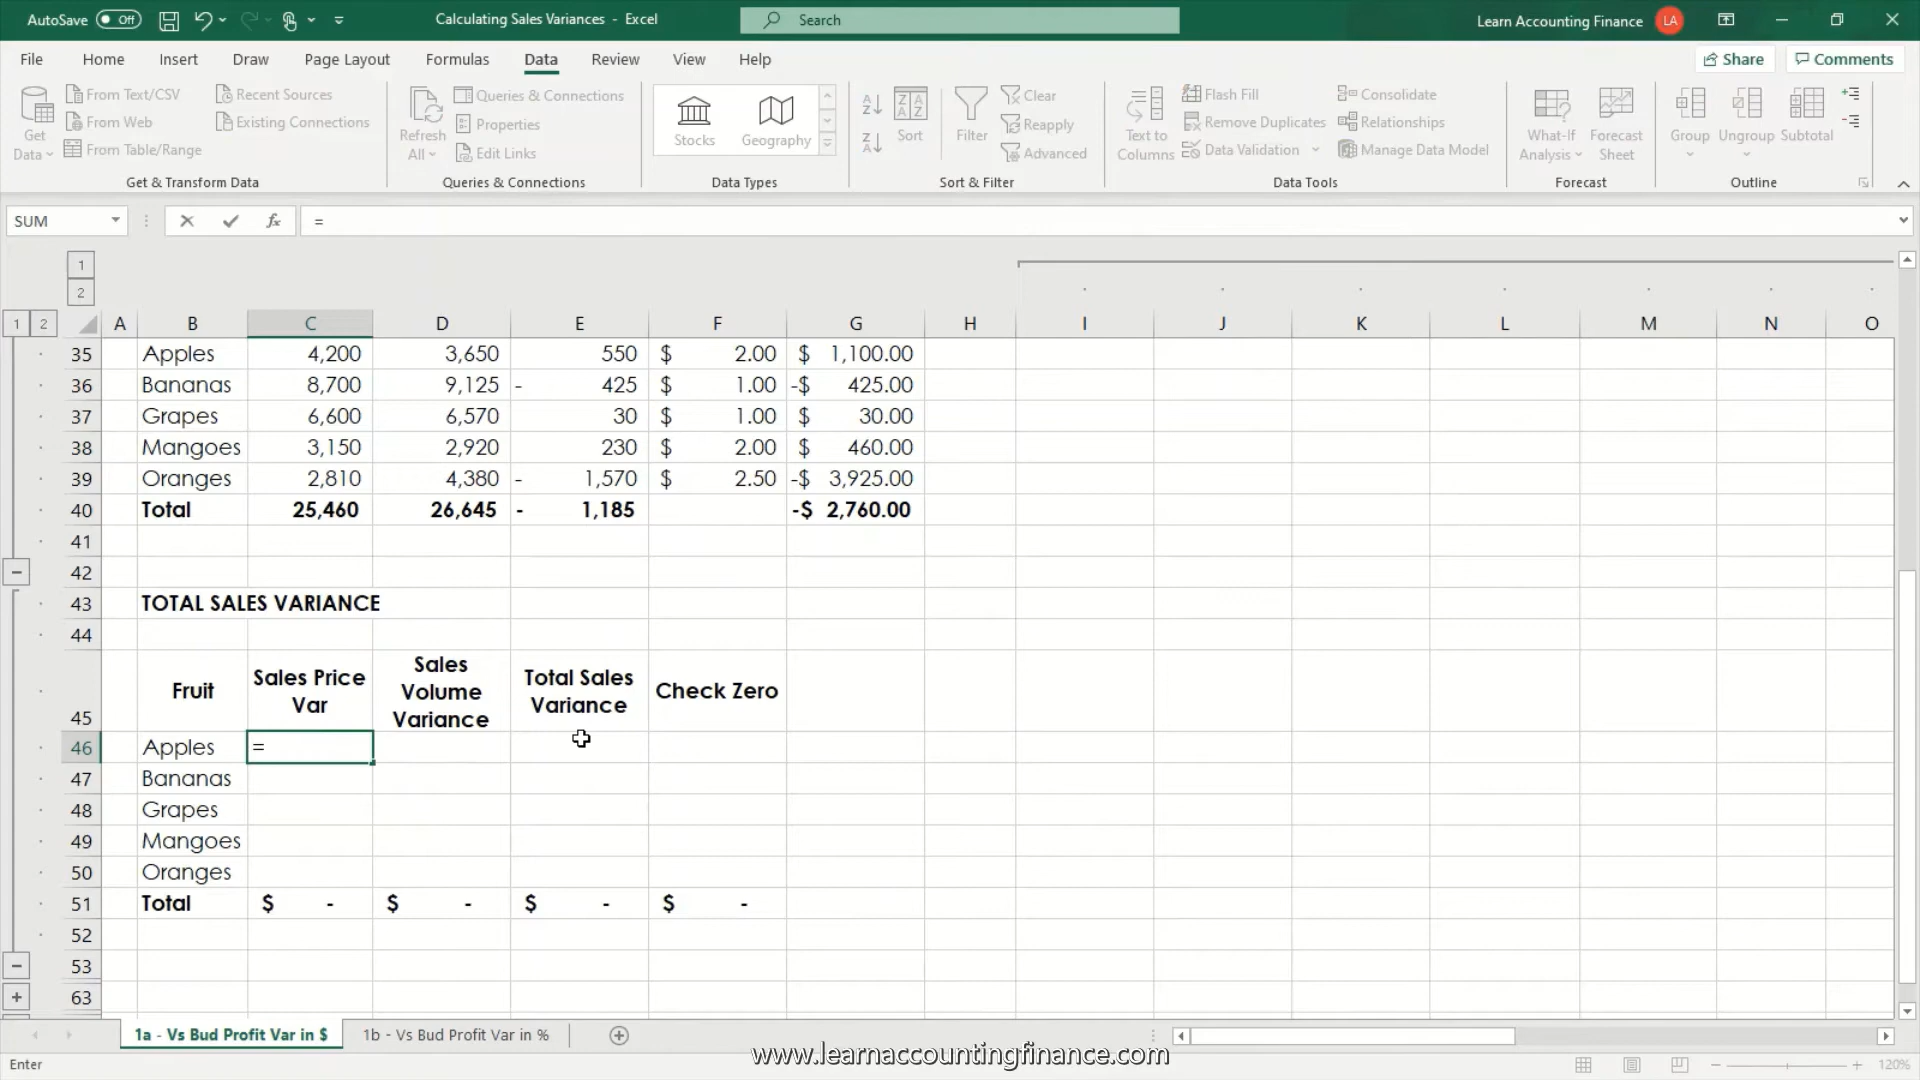 AutoSave Off Calculating Sales Variances - Excel Search Learn Accounting Finance LA
File Home Insert Draw Page Layout Formulas Data Review View Help Share Comments
Get Data
From Text/CSV
From Web
From Table/Range
Recent Sources
Existing Connections
Get & Transform Data
Refresh All
Queries & Connections
Properties
Edit Links
Queries & Connections
Stocks Geography
Data Types
Sort
Filter
Clear
Reapply
Advanced
Sort & Filter
Text to Columns
Flash Fill
Remove Duplicates
Data Validation
Consolidate
Relationships
Manage Data Model
Data Tools
What-If Analysis
Forecast Sheet
Forecast
Group Ungroup Subtotal
Outline
SUM fx =
1
2
1 2 A B C D E F G H I J K L M N O
35 Apples 4,200 3,650 550 $ 2.00 $ 1,100.00
36 Bananas 8,700 9,125 - 425 $ 1.00 -$ 425.00
37 Grapes 6,600 6,570 30 $ 1.00 $ 30.00
38 Mangoes 3,150 2,920 230 $ 2.00 $ 460.00
39 Oranges 2,810 4,380 - 1,570 $ 2.50 -$ 3,925.00
40 Total 25,460 26,645 - 1,185 -$ 2,760.00
41
42
43 TOTAL SALES VARIANCE
44
45 Fruit Sales Price Var Sales Volume Variance Total Sales Variance Check Zero
46 Apples =
47 Bananas
48 Grapes
49 Mangoes
50 Oranges
51 Total $ - $ - $ - $ -
52
53
63
1a - Vs Bud Profit Var in $ 1b - Vs Bud Profit Var in %
www.learnaccountingfinance.com
Enter 120%